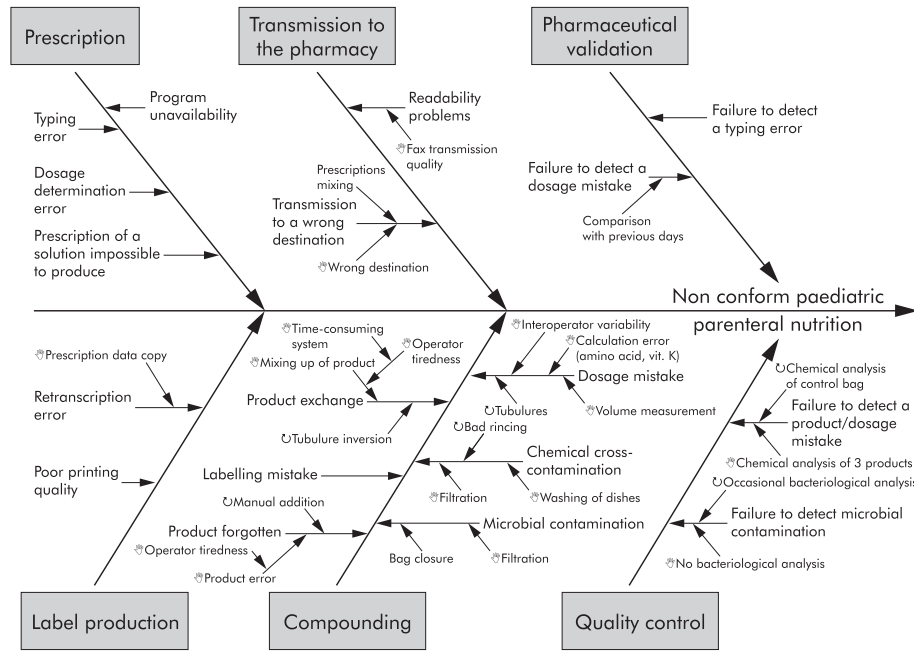 Prescription
Transmission to
the pharmacy
Pharmaceutical
validation
Program
unavailability
Typing
error
Dosage
determination
error
Prescription of a
solution impossible
to produce
Readability
problems
Fax transmission
quality
Prescriptions
mixing
Transmission
to a wrong
destination
Wrong destination
Failure to detect
a typing error
Failure to detect a
dosage mistake
Comparison
with previous days
Non conform paediatric
parenteral nutrition
Prescription data copy
Retranscription
error
Poor printing
quality
Time-consuming
system
Operator
tiredness
Mixing up of product
Product exchange
Tubulure inversion
Labelling mistake
Manual addition
Product forgotten
Operator tiredness
Product error
Interoperator variability
Calculation error
(amino acid, vit. K)
Dosage mistake
Tubulures
Volume measurement
Bad rincing
Chemical cross-
contamination
Filtration
Washing of dishes
Microbial contamination
Bag closure
Filtration
Chemical analysis
of control bag
Failure to detect a
product/dosage
mistake
Chemical analysis of 3 products
Occasional bacteriological analysis
Failure to detect microbial
contamination
No bacteriological analysis
Label production
Compounding
Quality control